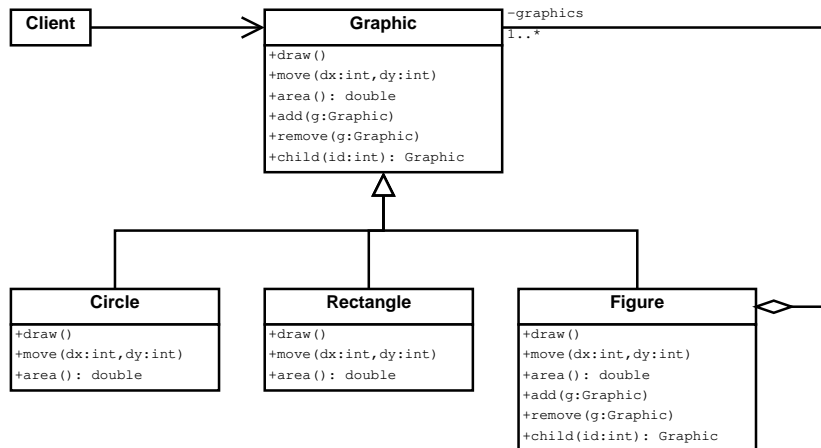 Client
Graphic
-graphics
1..*
+draw()
+move(dx:int,dy:int)
+area(): double
+add(g:Graphic)
+remove(g:Graphic)
+child(id:int): Graphic
Circle
+draw()
+move(dx:int,dy:int)
+area(): double
Rectangle
+draw()
+move(dx:int,dy:int)
+area(): double
Figure
+draw()
+move(dx:int,dy:int)
+area(): double
+add(g:Graphic)
+remove(g:Graphic)
+child(id:int): Graphic